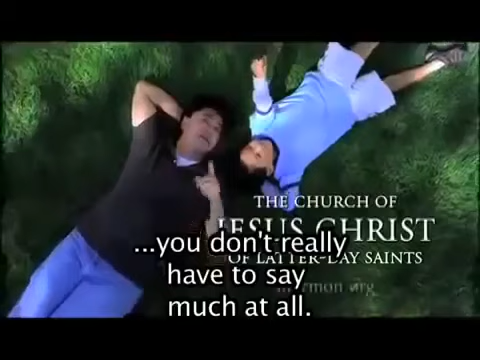 THE CHURCH OF
JESUS CHRIST
OF LATTER-DAY SAINTS
...you don't really
have to say
much at all.